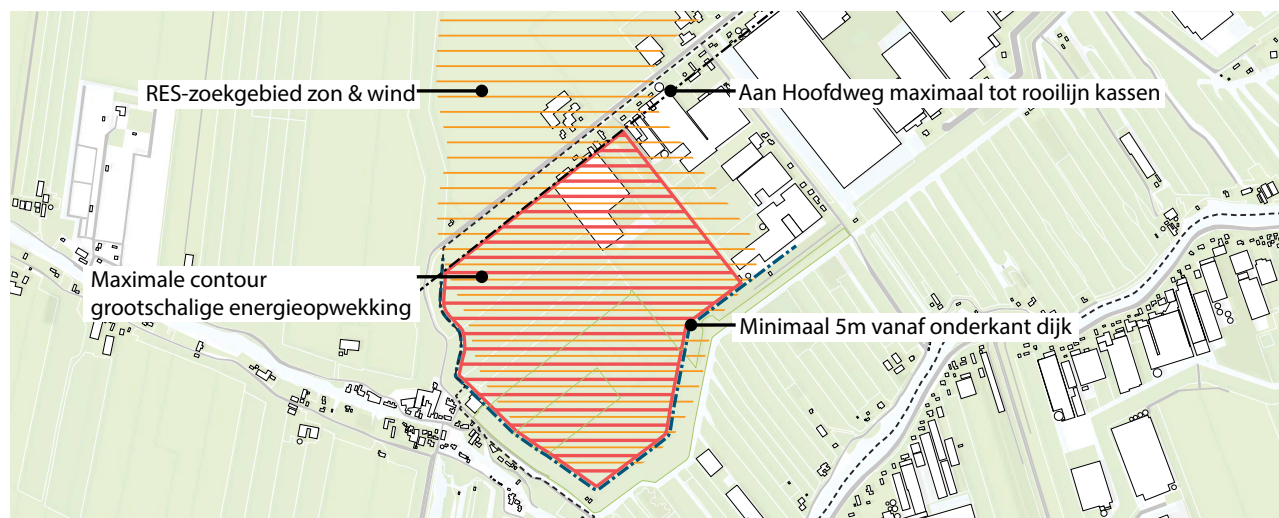 RES-zoekgebied zon & wind
Aan Hoofdweg maximaal tot rooilijn kassen
Maximale contour
grootschalige energieopwekking
Minimaal 5m vanaf onderkant dijk